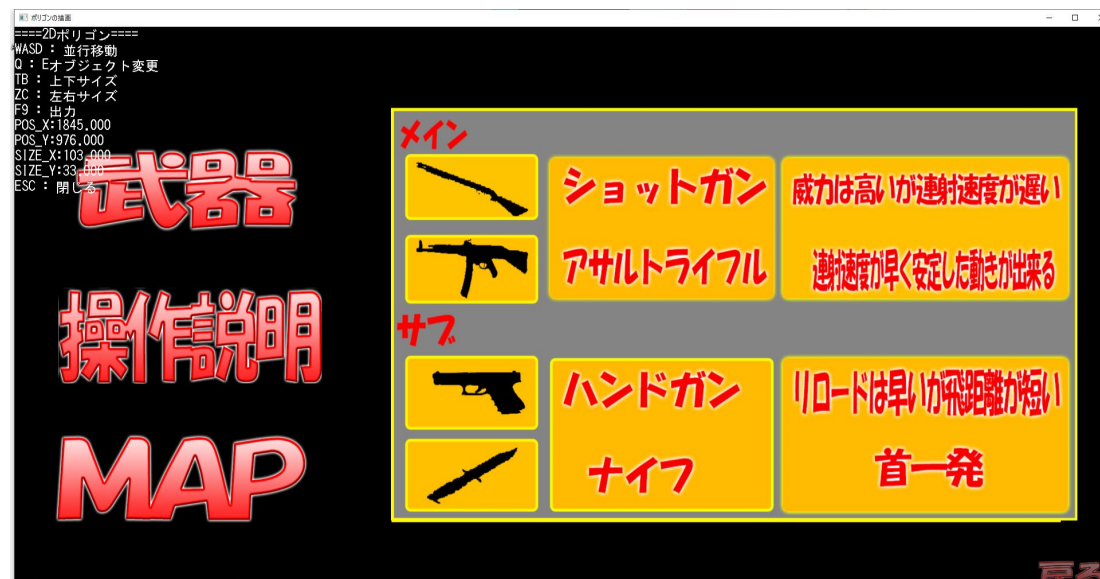 ポリゴンの描画
====2Dポリゴン====
WASD : 並行移動
Q : Eオブジェクト変更
TB : 上下サイズ
ZC : 左右サイズ
F9 : 出力
POS_X:1845.000
POS_Y:976.000
SIZE_X:103.000
SIZE_Y:33.000
ESC : 閉じる
武器
操作説明
MAP
メイン
ショットガン
威力は高いが連射速度が遅い
アサルトライフル
連射速度が早く安定した動きが出来る
サブ
ハンドガン
リロードは早いが飛距離が短い
ナイフ
首一発